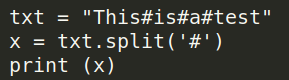 txt = "This#is#a#test"
x = txt.split('#')
print (x)